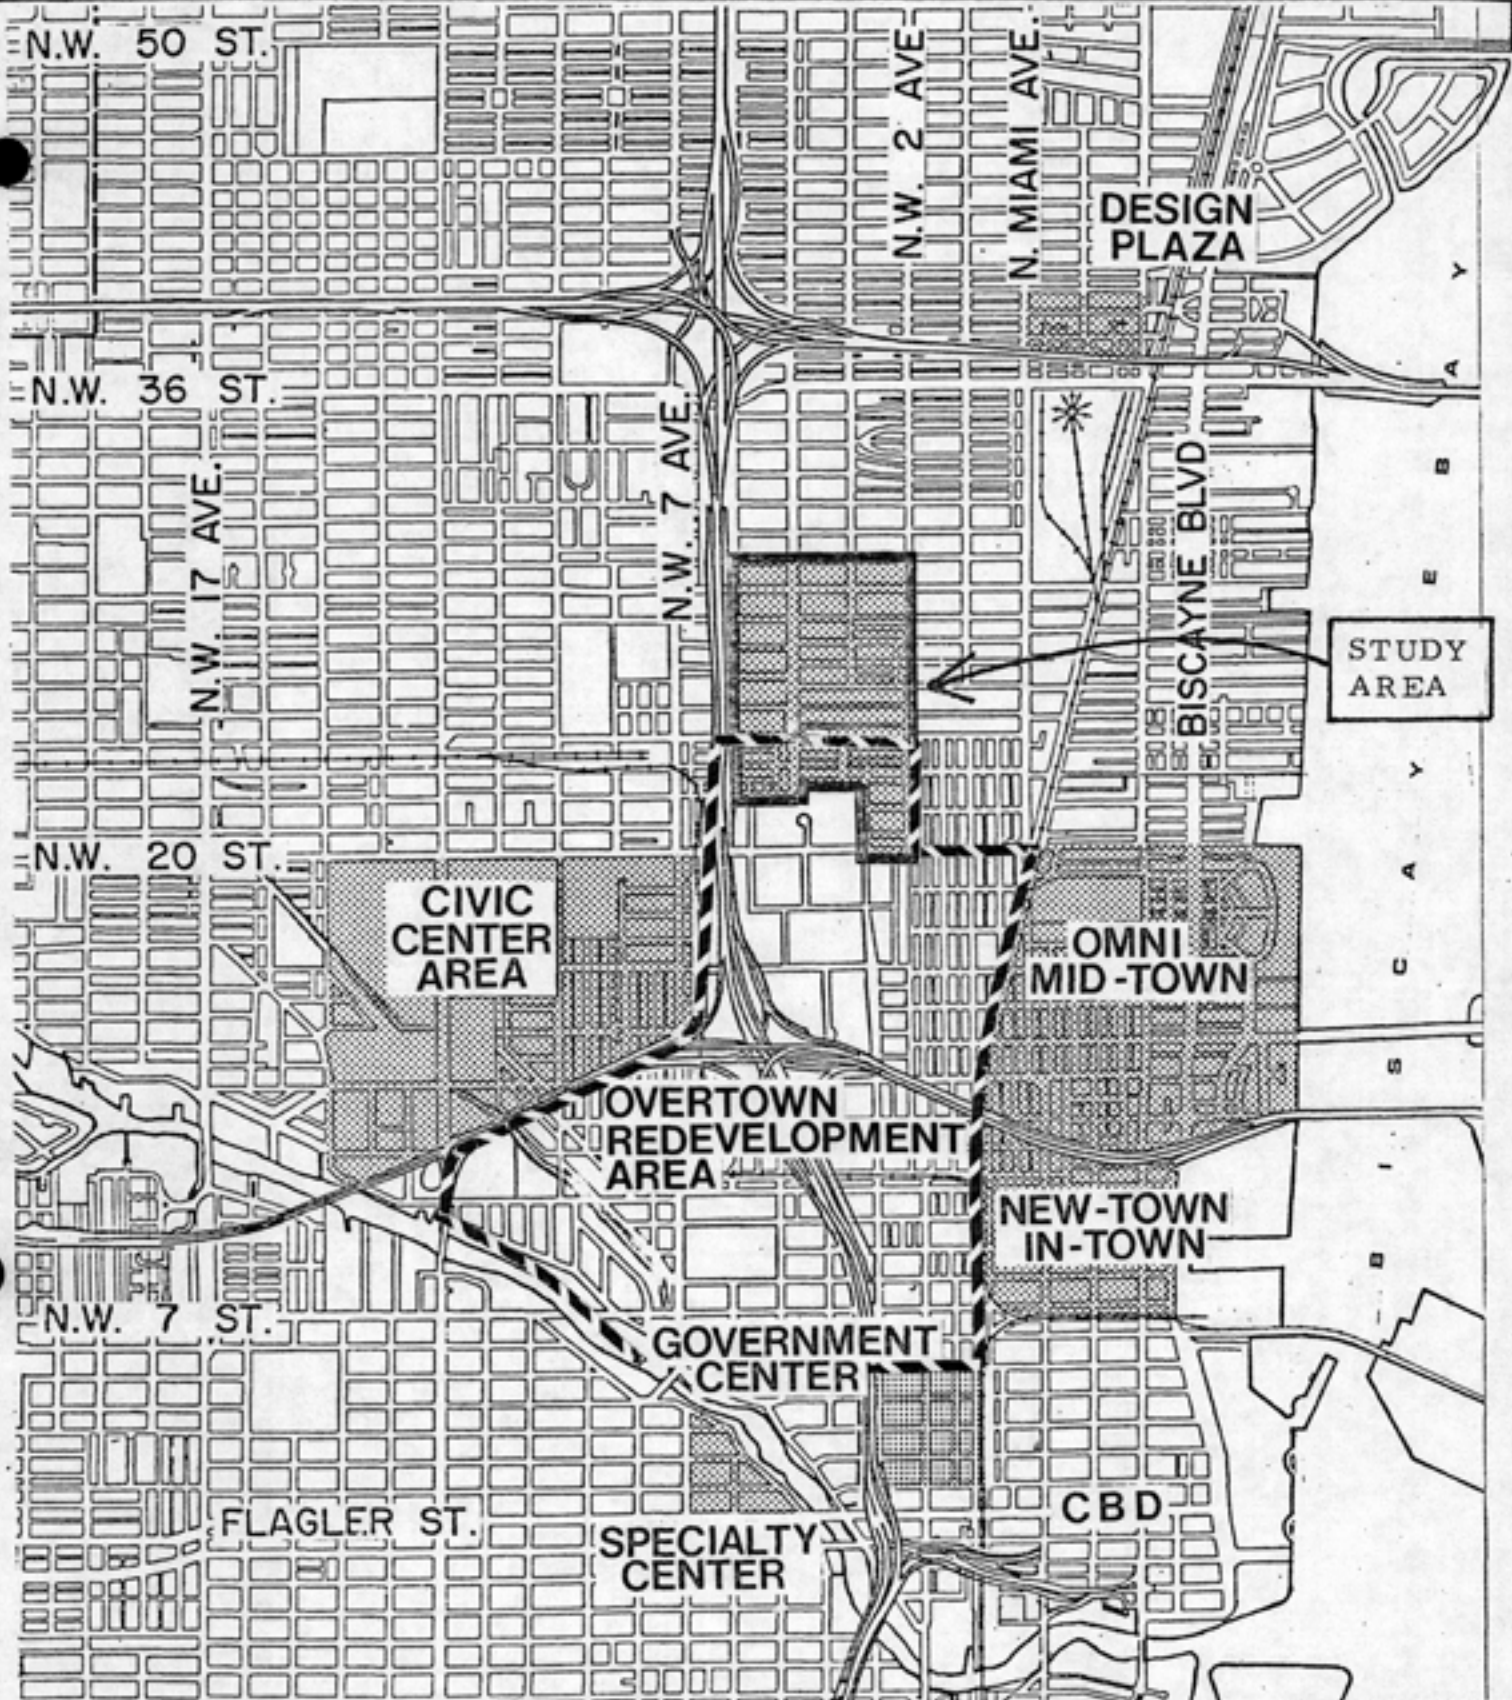 N.W. 50 ST.
N.W. 2 AVE.
N. MIAMI AVE.
DESIGN
PLAZA
N.W. 36 ST.
N.W. 17 AVE.
N.W. 7 AVE.
BISCAYNE BLVD
STUDY
AREA
BISCAYNE BAY
N.W. 20 ST.
CIVIC
CENTER
AREA
OMNI
MID-TOWN
OVERTOWN
REDEVELOPMENT
AREA
NEW-TOWN
IN-TOWN
N.W. 7 ST.
GOVERNMENT
CENTER
FLAGLER ST.
SPECIALTY
CENTER
CBD